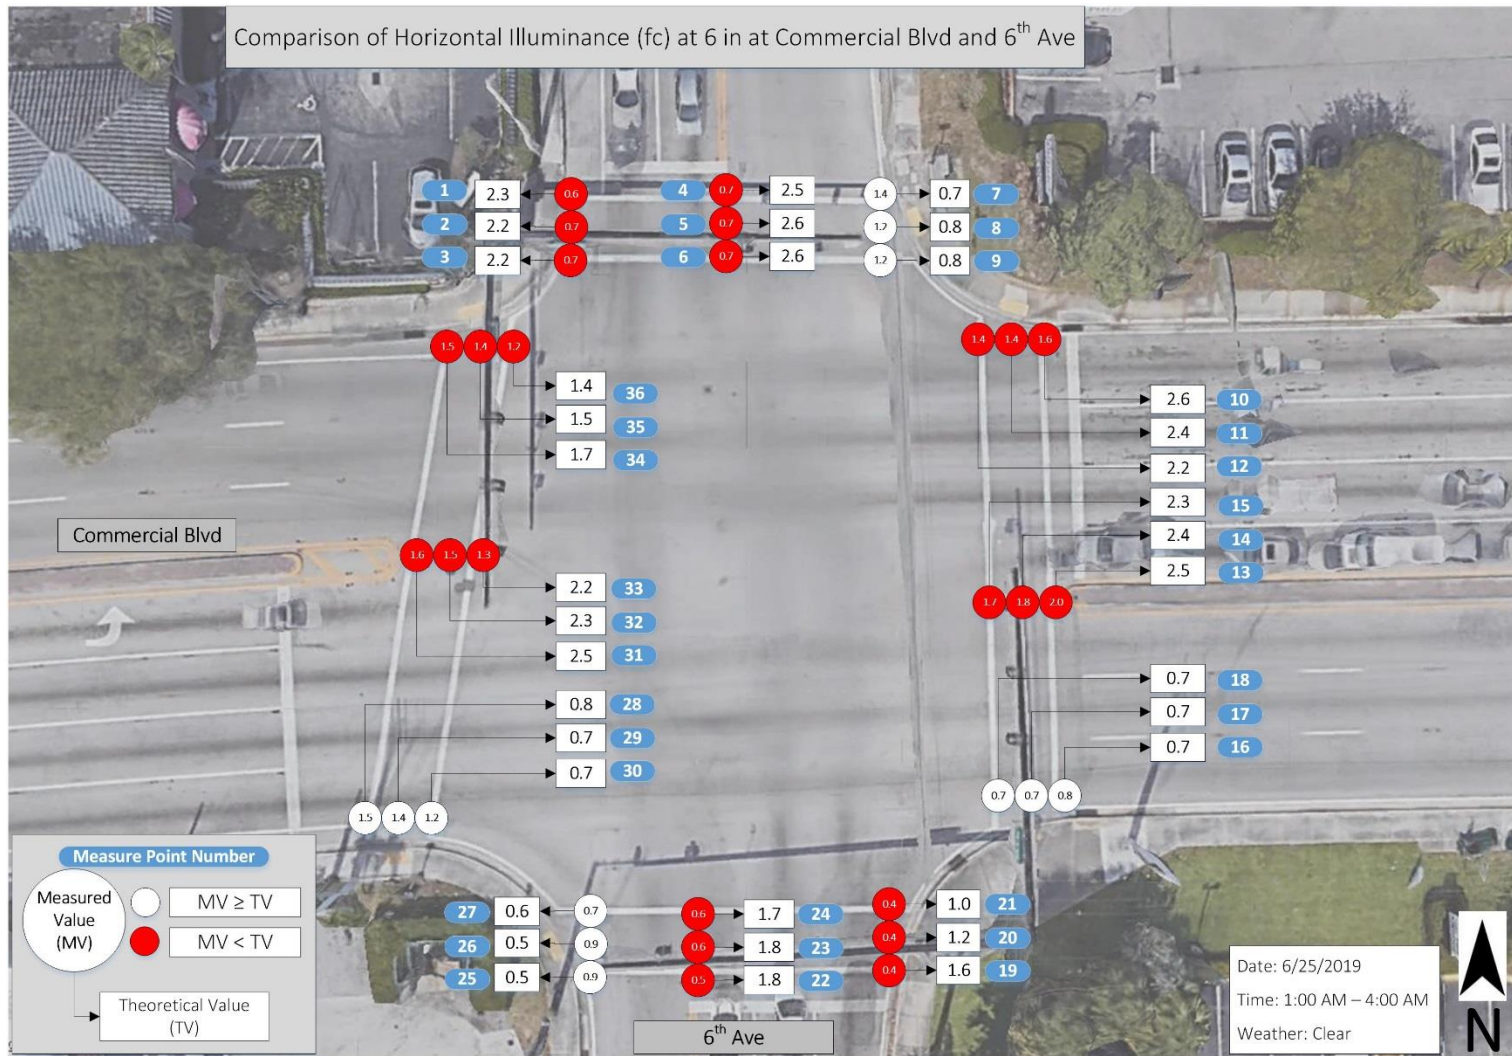 Comparison of Horizontal Illuminance (fc) at 6 in at Commercial Blvd and 6th Ave
1 2.3 0.6 4 0.7 2.5 1.4 0.7 7
2 2.2 0.7 5 0.7 2.6 1.2 0.8 8
3 2.2 0.7 6 0.7 2.6 1.2 0.8 9
1.5 1.4 1.2 1.4 1.4 1.6
1.4 36 2.6 10
1.5 35 2.4 11
1.7 34 2.2 12
2.3 15
Commercial Blvd 2.4 14
1.6 1.5 1.3 2.5 13
2.2 33 1.7 1.8 2.0
2.3 32
2.5 31 0.7 18
0.8 28 0.7 17
0.7 29 0.7 16
0.7 30
1.5 1.4 1.2 0.7 0.7 0.8
Measure Point Number
Measured
Value
(MV)
MV ≥ TV
MV < TV
Theoretical Value
(TV)
27 0.6 0.7 0.6 1.7 24 0.4 1.0 21
26 0.5 0.9 0.6 1.8 23 0.4 1.2 20
25 0.5 0.9 0.5 1.8 22 0.4 1.6 19
6th Ave
Date: 6/25/2019
Time: 1:00 AM – 4:00 AM
Weather: Clear
N